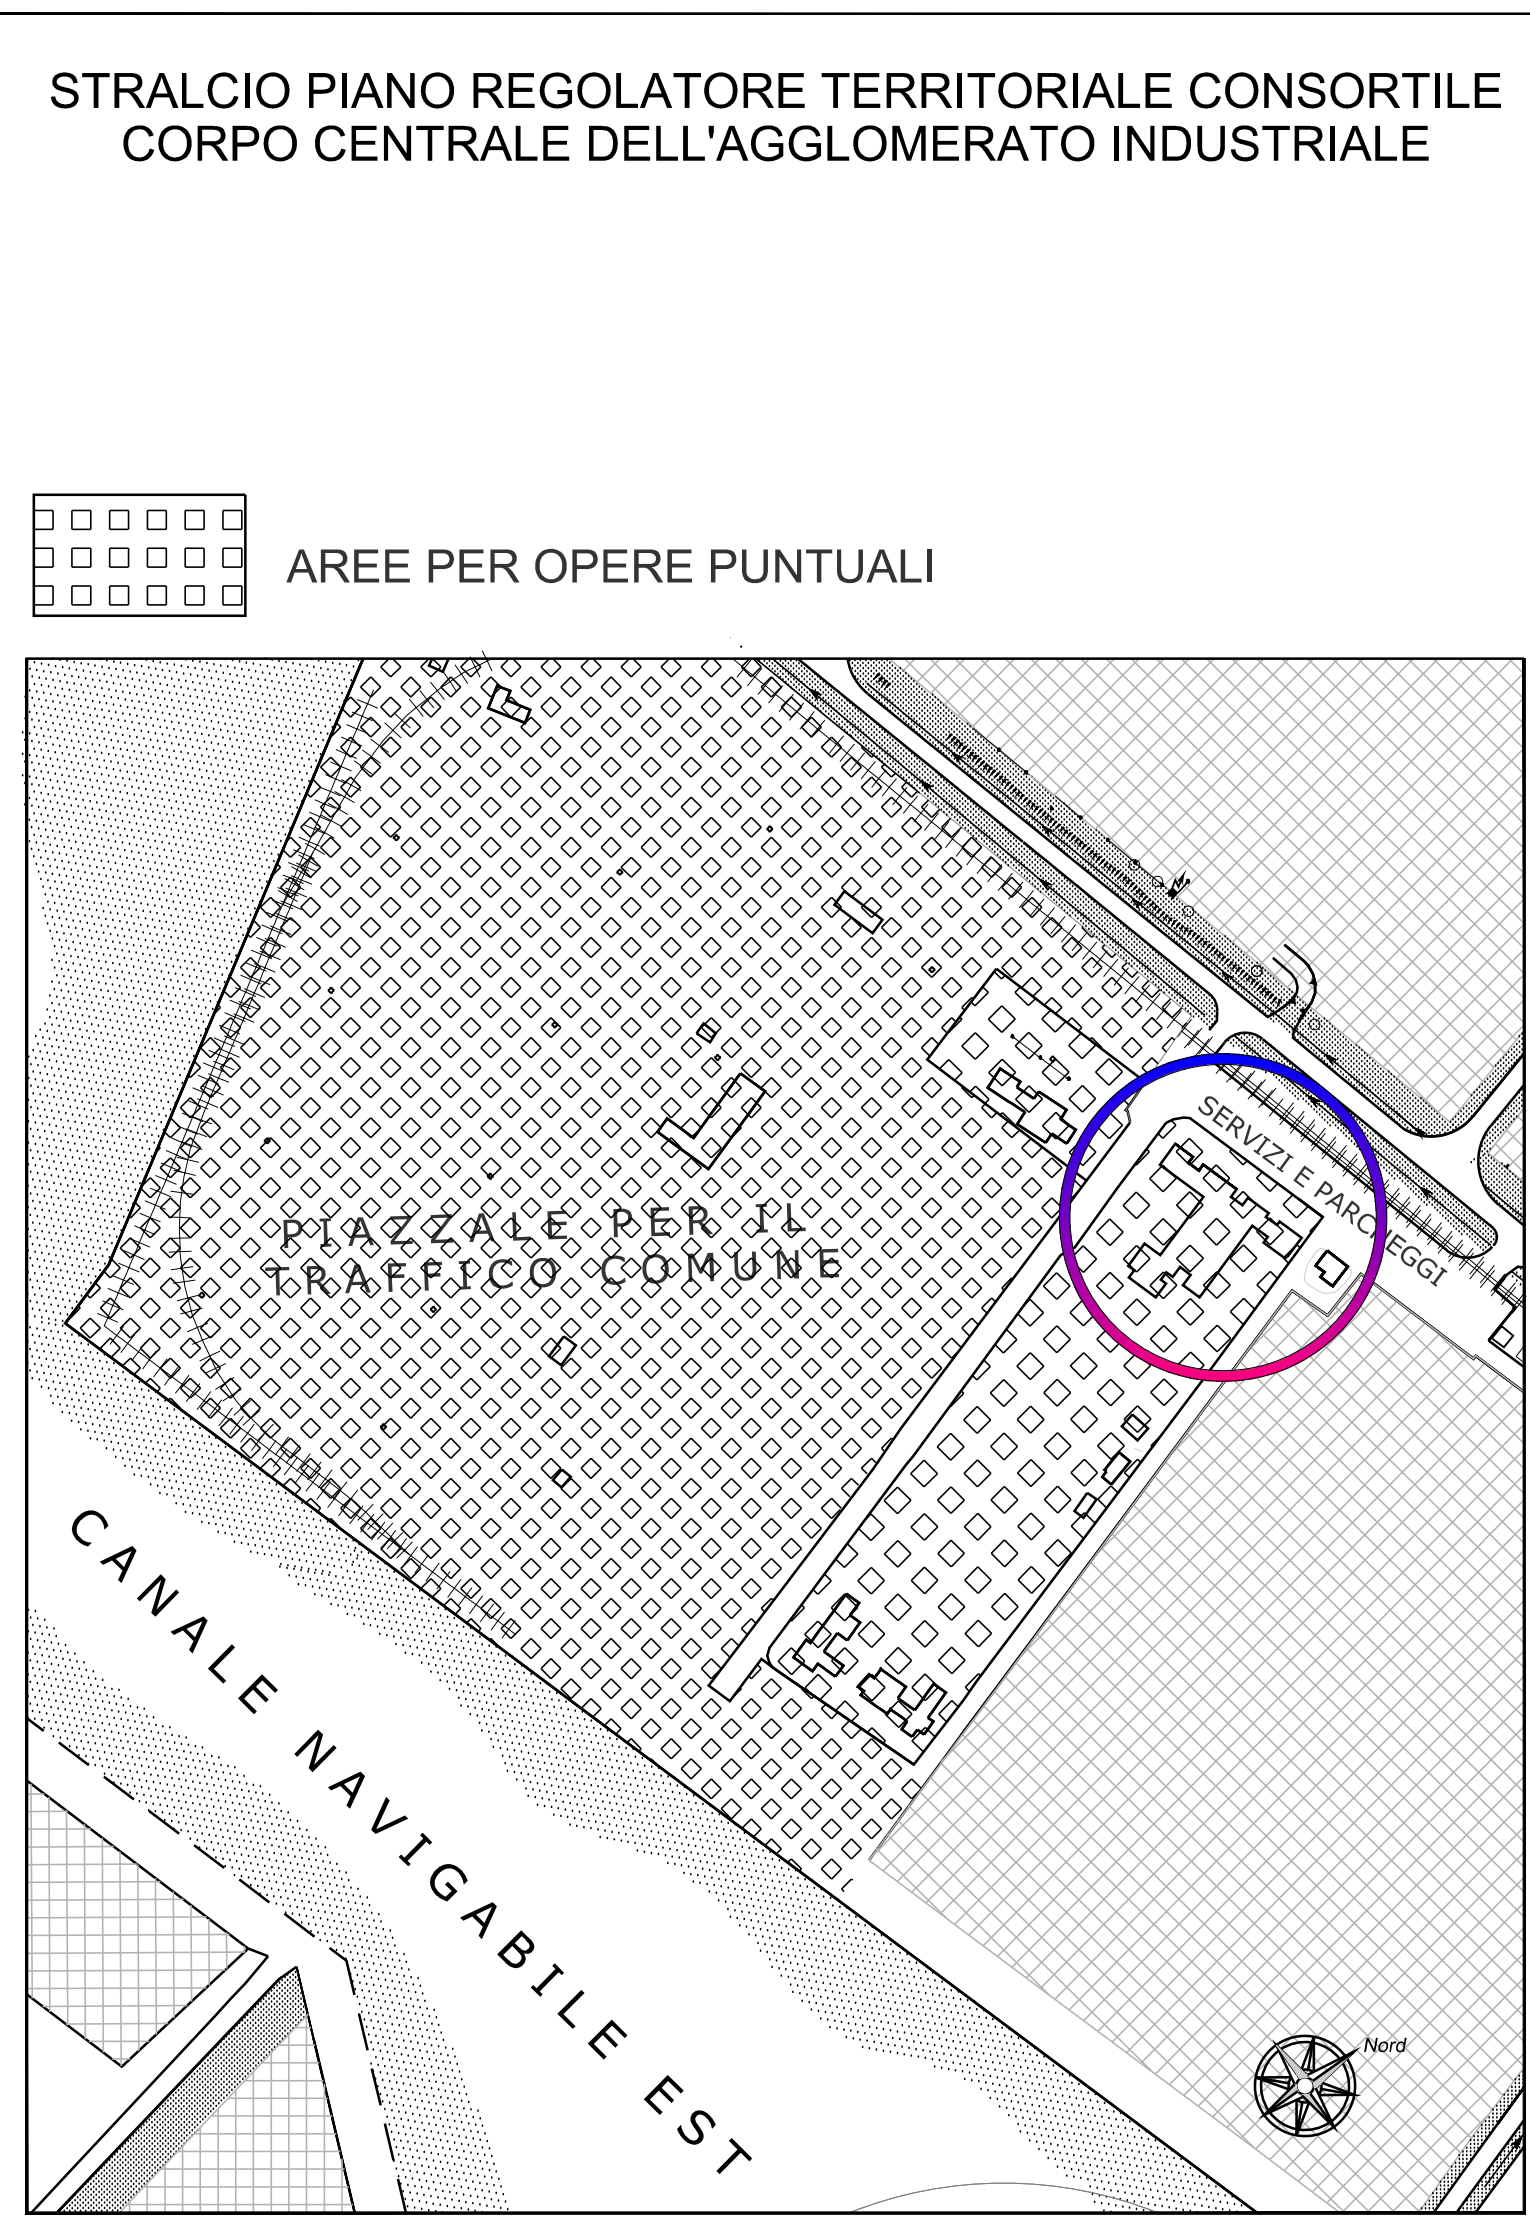 STRALCIO PIANO REGOLATORE TERRITORIALE CONSORTILE
CORPO CENTRALE DELL'AGGLOMERATO INDUSTRIALE
AREE PER OPERE PUNTUALI
SERVIZI E PARCHEGGI
PIAZZALE PER IL
TRAFFICO COMUNE
CANALE NAVIGABILE EST
Nord